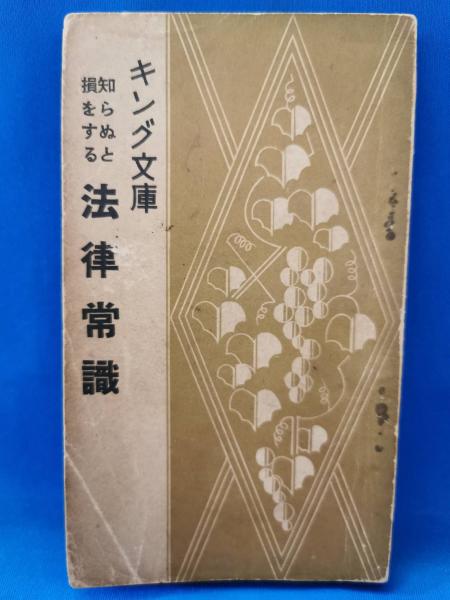 キング文庫
知らぬと
損をする
法律常識